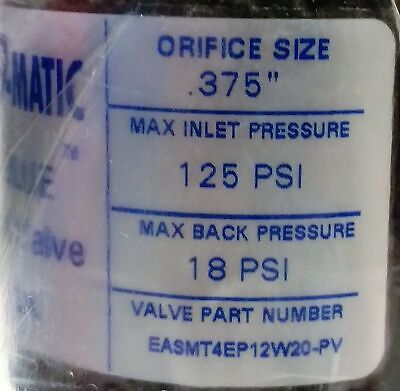 ORIFICE SIZE
.375"
MATIC
MAX INLET PRESSURE
TM
125 PSI
MAX BACK PRESSURE
18 PSI
VALVE PART NUMBER
EASMT4EP12W20-PV